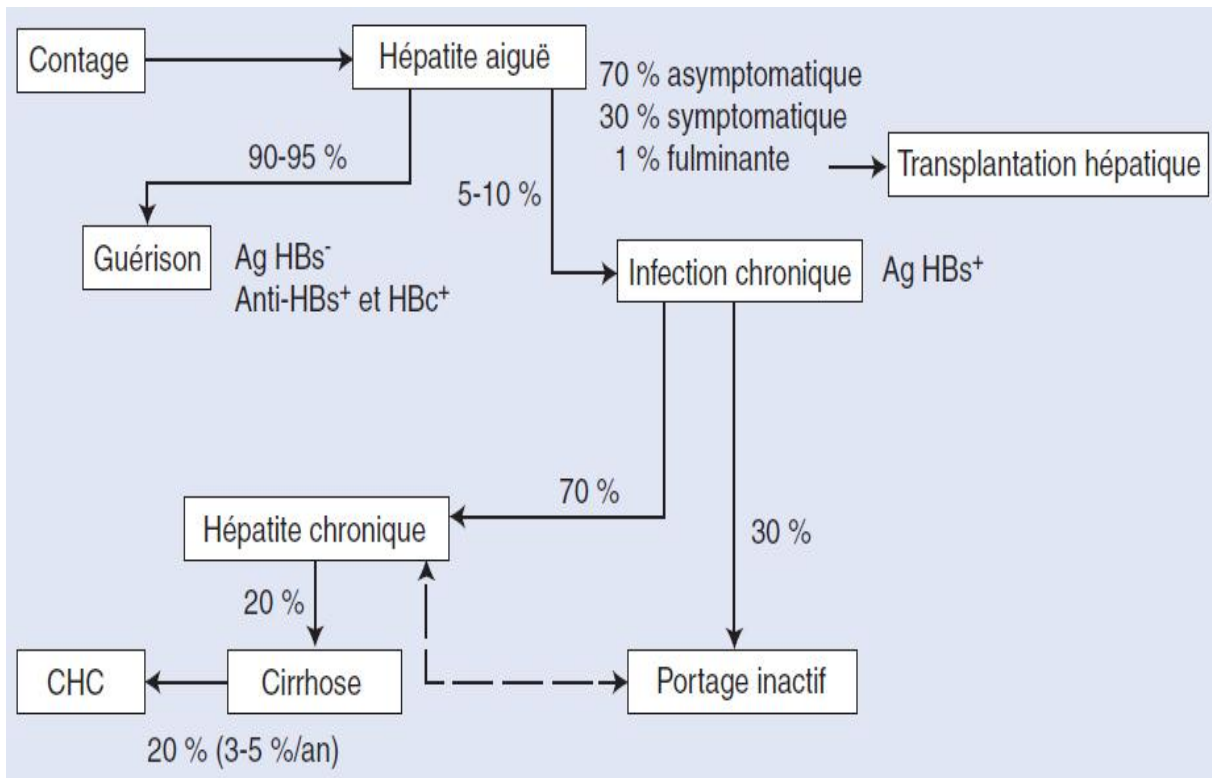 Contage
Hépatite aiguë
70 % asymptomatique
30 % symptomatique
1 % fulminante
Transplantation hépatique
90-95 %
5-10 %
Guérison
Ag HBs⁻
Anti-HBs⁺ et HBc⁺
Infection chronique
Ag HBs⁺
70 %
30 %
Hépatite chronique
20 %
CHC
Cirrhose
Portage inactif
20 % (3-5 %/an)